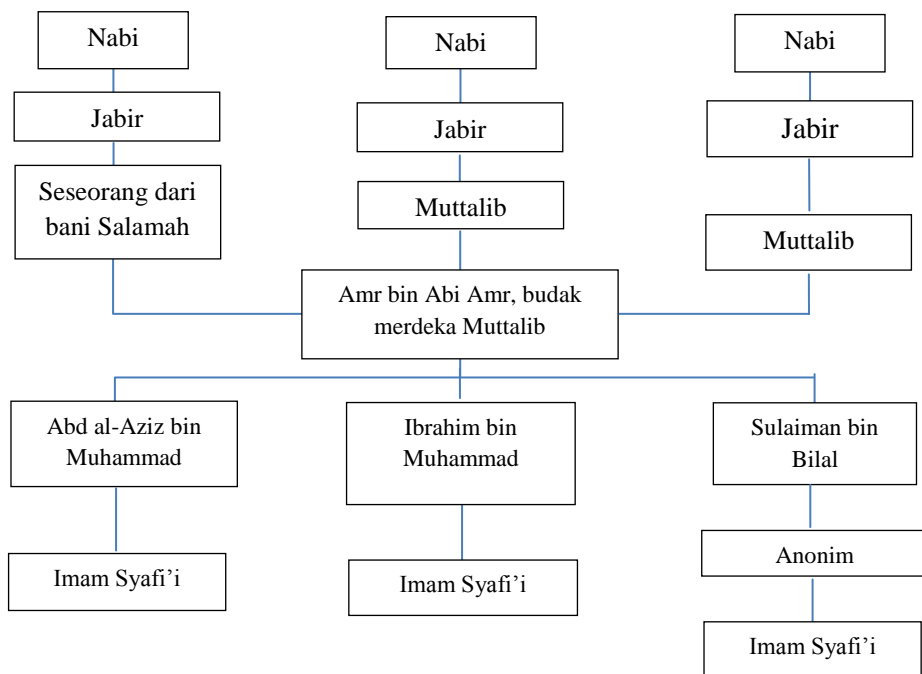 Nabi
Nabi
Nabi
Jabir
Jabir
Jabir
Seseorang dari
bani Salamah
Muttalib
Muttalib
Amr bin Abi Amr, budak
merdeka Muttalib
Abd al-Aziz bin
Muhammad
Ibrahim bin
Muhammad
Sulaiman bin
Bilal
Imam Syafi’i
Imam Syafi’i
Anonim
Imam Syafi’i